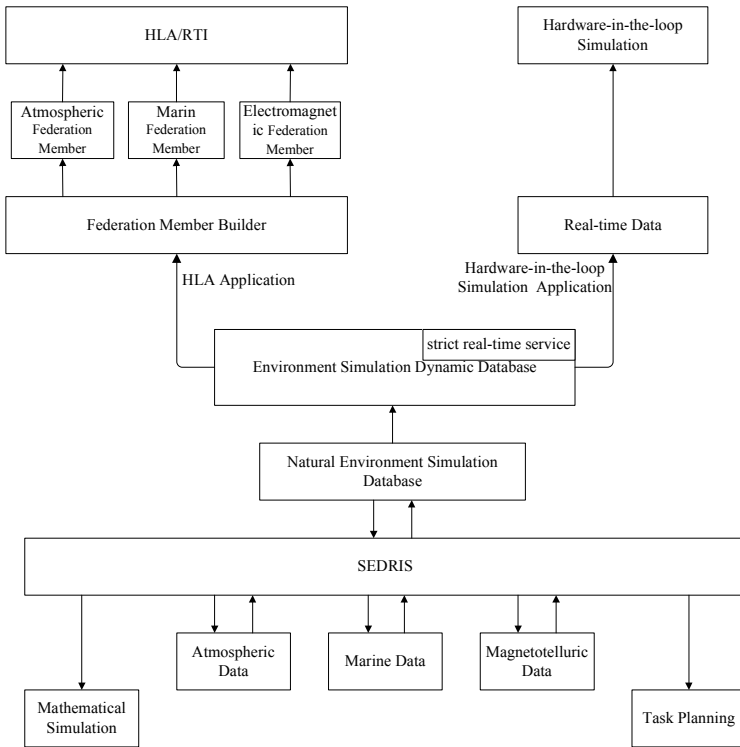 HLA/RTI
Hardware-in-the-loop
Simulation
Atmospheric
Federation
Member
Marin
Federation
Member
Electromagnet
ic Federation
Member
Federation Member Builder
Real-time Data
HLA Application
Hardware-in-the-loop
Simulation Application
strict real-time service
Environment Simulation Dynamic Database
Natural Environment Simulation
Database
SEDRIS
Atmospheric
Data
Marine Data
Magnetotelluric
Data
Mathematical
Simulation
Task Planning